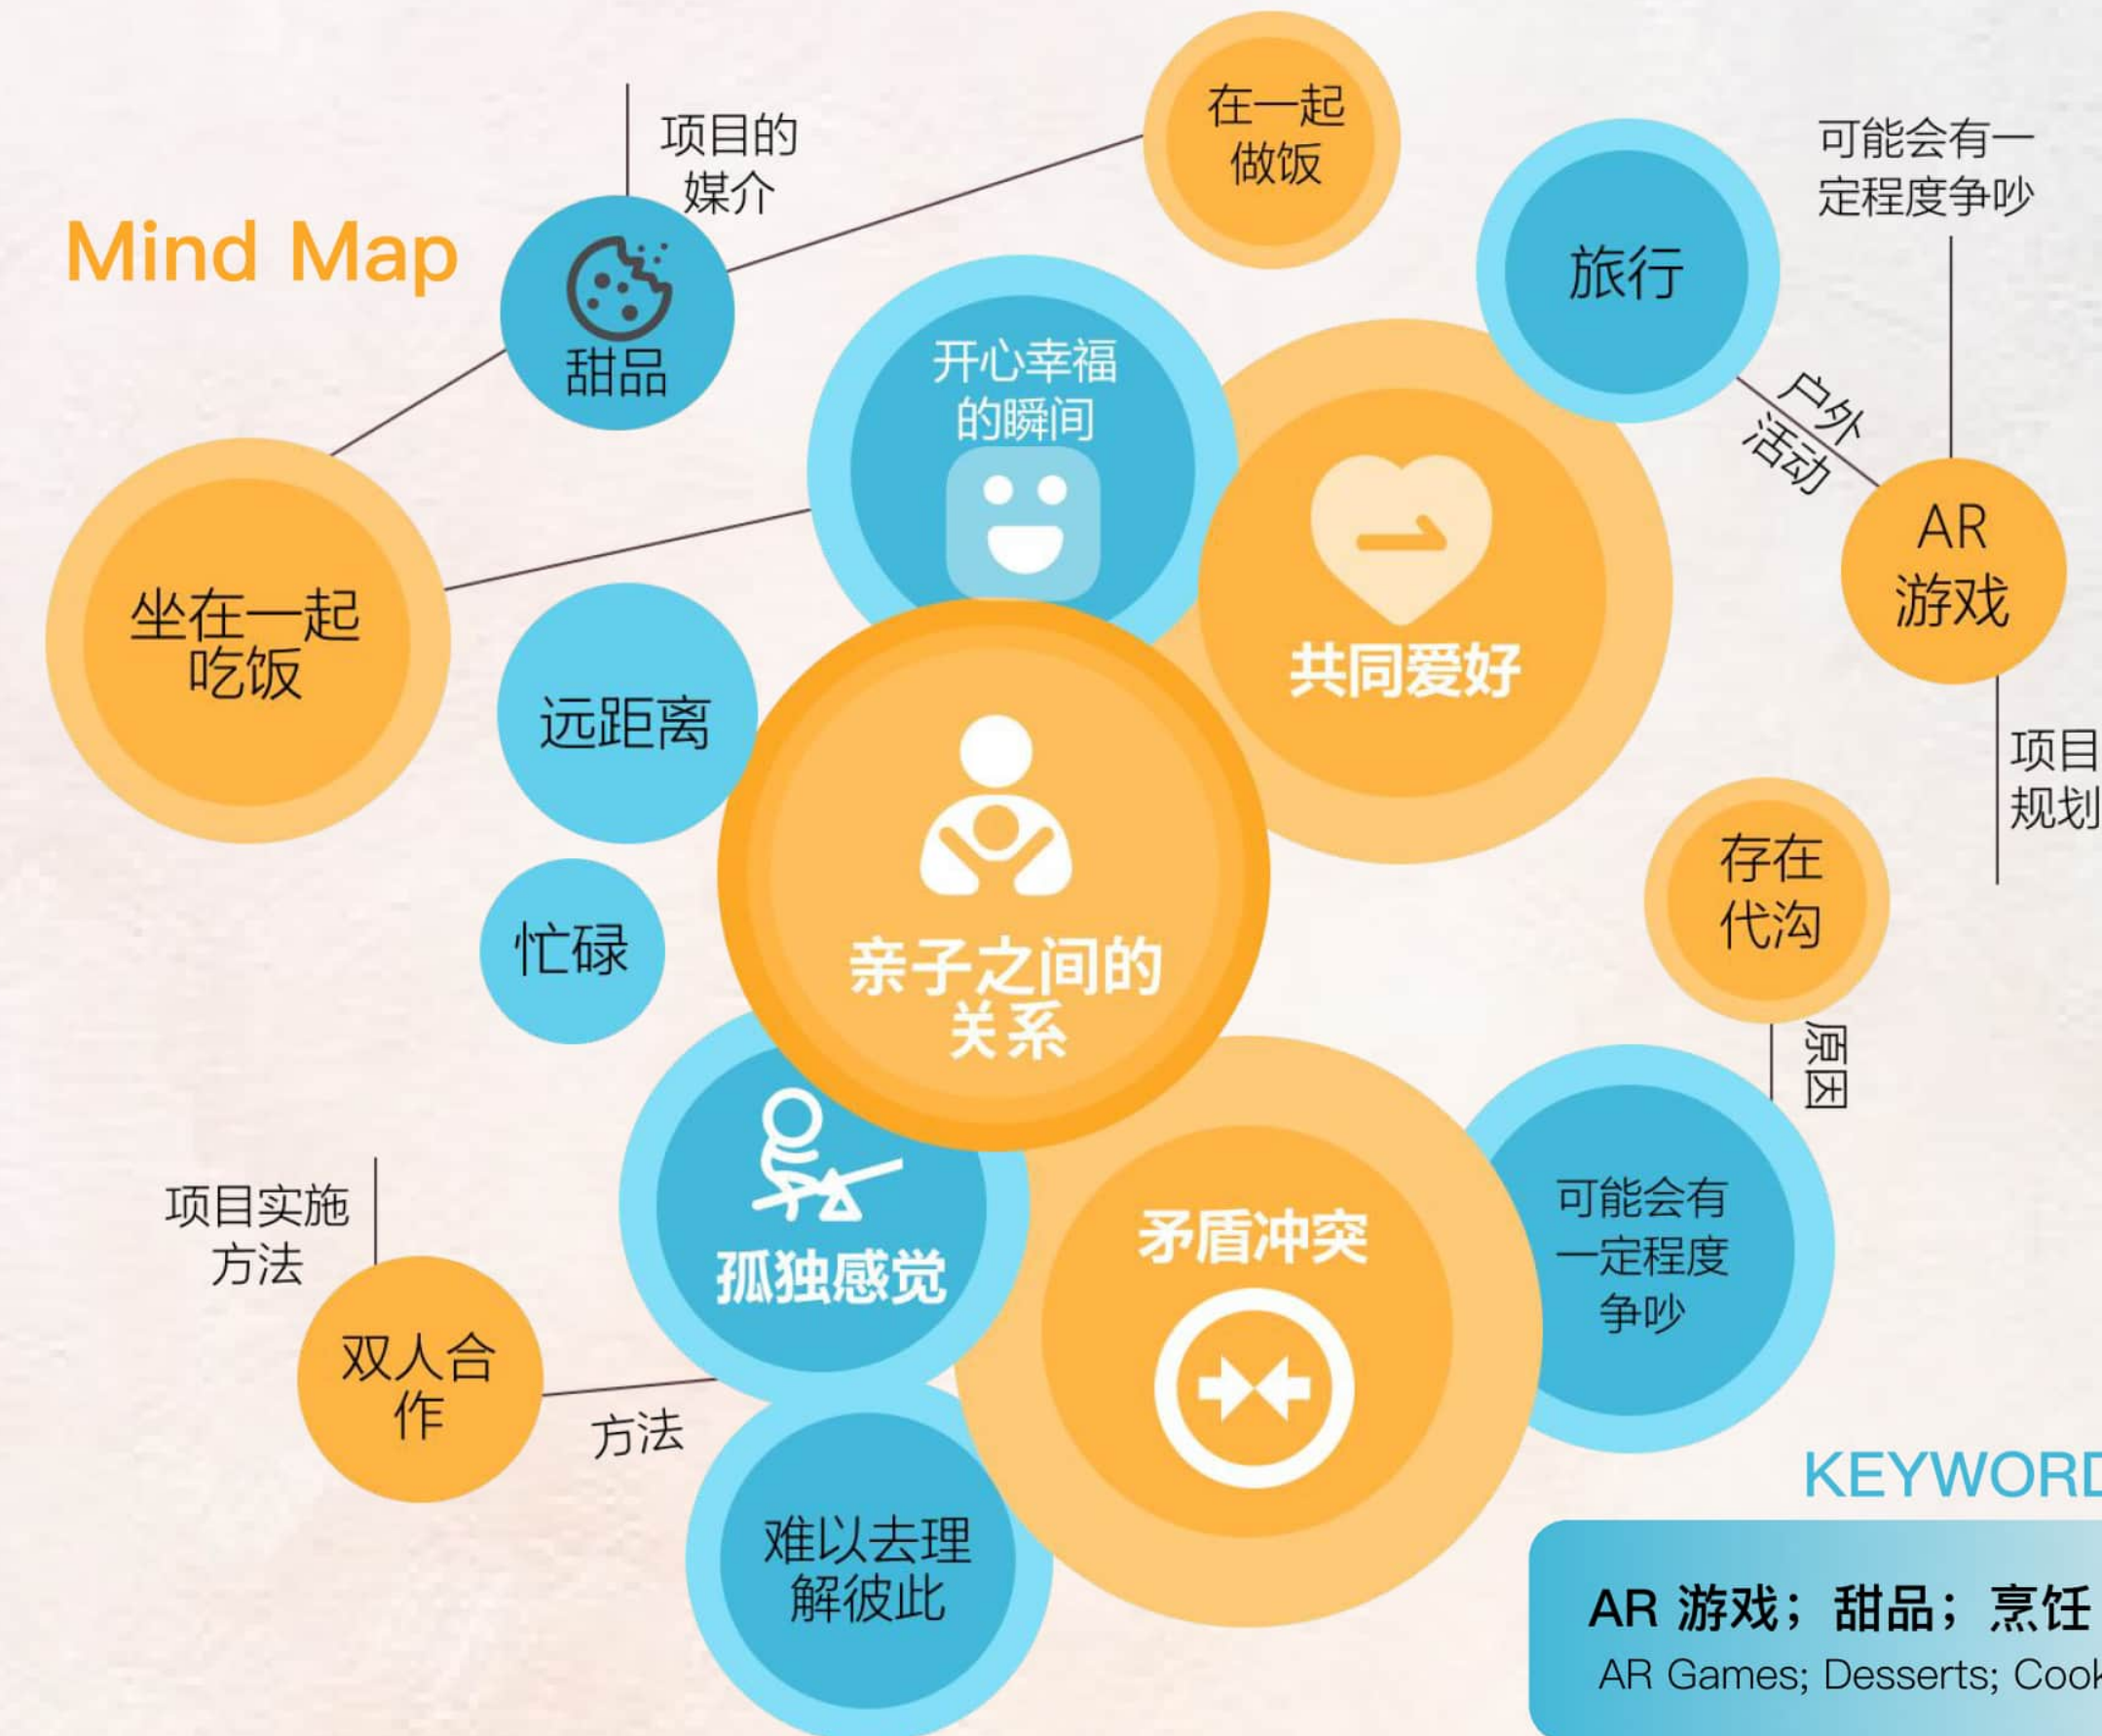 Mind Map
项目的
媒介
甜品
在一起
做饭
旅行
可能会有一
定程度争吵
户外
活动
AR
游戏
项目
规划
开心幸福
的瞬间
共同爱好
坐在一起
吃饭
远距离
忙碌
亲子之间的
关系
存在
代沟
原因
可能会有
一定程度
争吵
矛盾冲突
孤独感觉
项目实施
方法
双人合
作
方法
难以去理
解彼此
KEYWORD
AR 游戏；甜品；烹饪
AR Games; Desserts; Cook